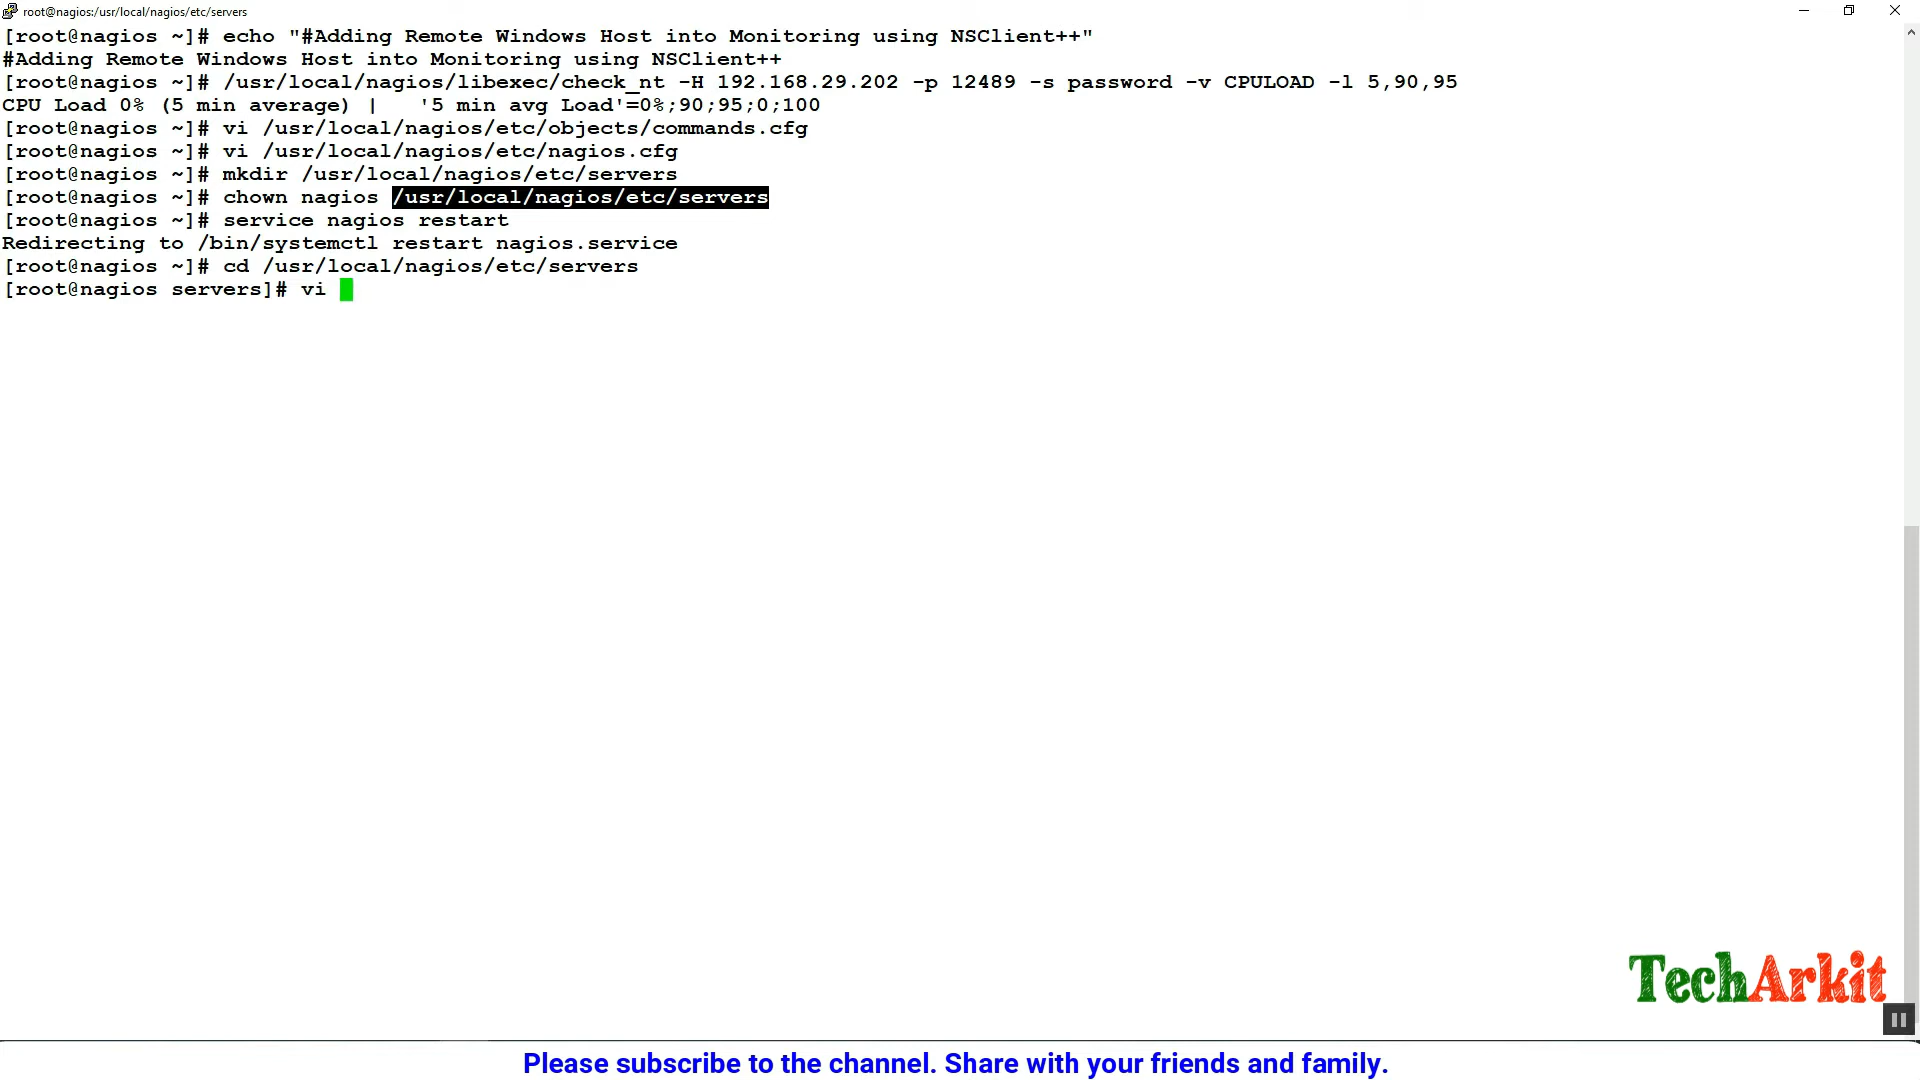 root@nagios:/usr/local/nagios/etc/servers
[root@nagios ~]# echo "#Adding Remote Windows Host into Monitoring using NSClient++"
#Adding Remote Windows Host into Monitoring using NSClient++
[root@nagios ~]# /usr/local/nagios/libexec/check_nt -H 192.168.29.202 -p 12489 -s password -v CPULOAD -l 5,90,95
CPU Load 0% (5 min average) |   '5 min avg Load'=0%;90;95;0;100
[root@nagios ~]# vi /usr/local/nagios/etc/objects/commands.cfg
[root@nagios ~]# vi /usr/local/nagios/etc/nagios.cfg
[root@nagios ~]# mkdir /usr/local/nagios/etc/servers
[root@nagios ~]# chown nagios /usr/local/nagios/etc/servers
[root@nagios ~]# service nagios restart
Redirecting to /bin/systemctl restart nagios.service
[root@nagios ~]# cd /usr/local/nagios/etc/servers
[root@nagios servers]# vi
TechArkit
Please subscribe to the channel. Share with your friends and family.